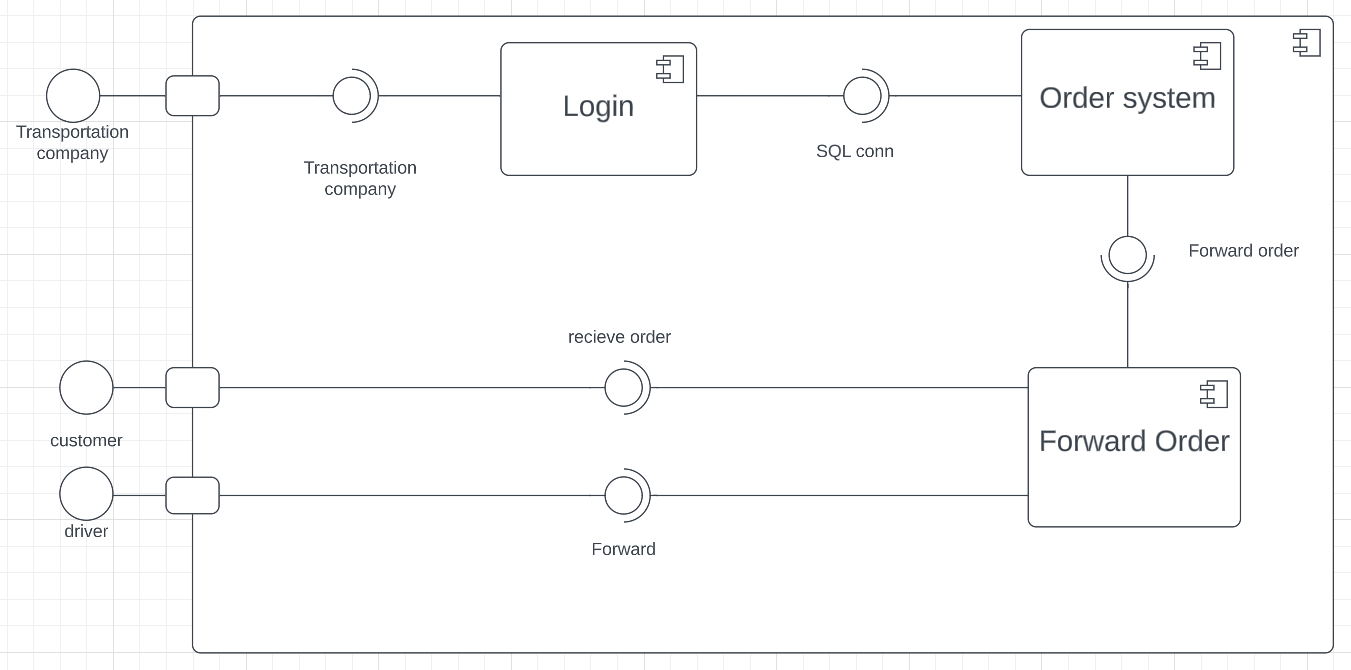 Login
Order system
Transportation
company
Transportation
company
SQL conn
Forward order
recieve order
customer
Forward Order
driver
Forward